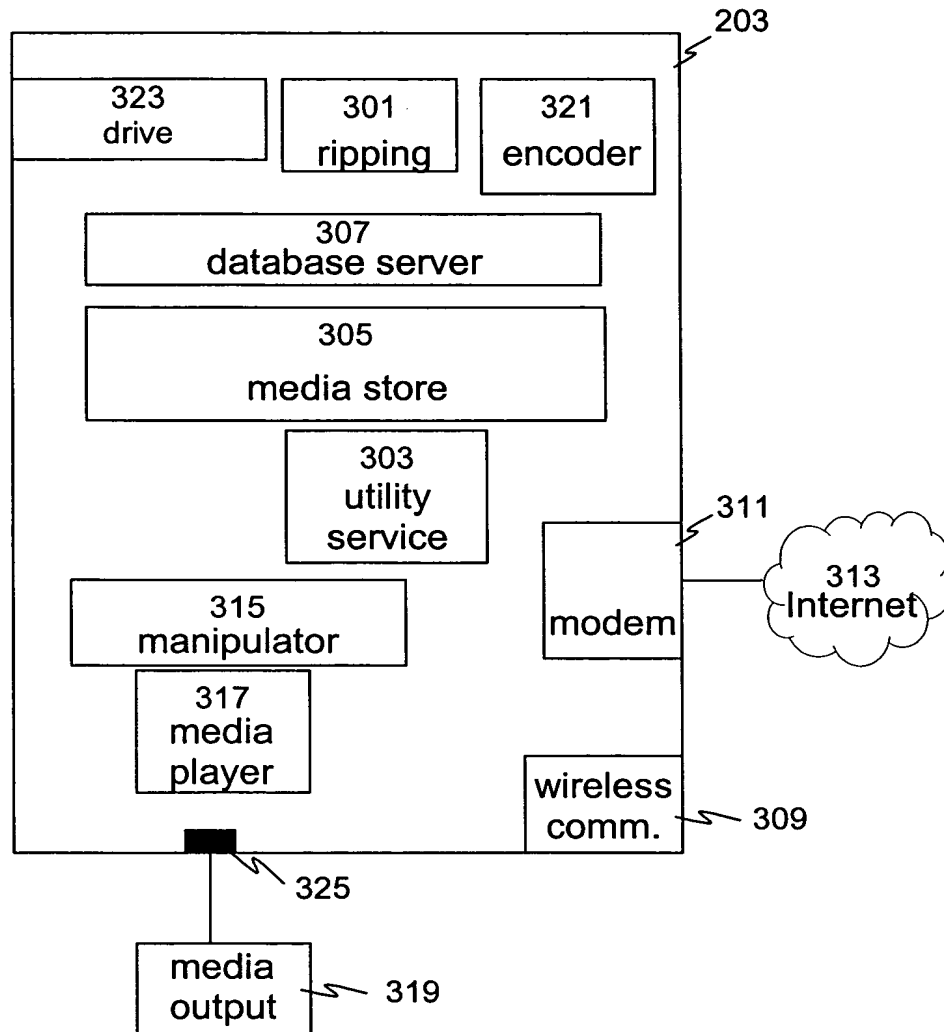 203
323
drive
301
ripping
321
encoder
307
database server
305
media store
303
utility
service
311
modem
313
Internet
315
manipulator
317
media
player
wireless
comm.
309
325
media
output
319